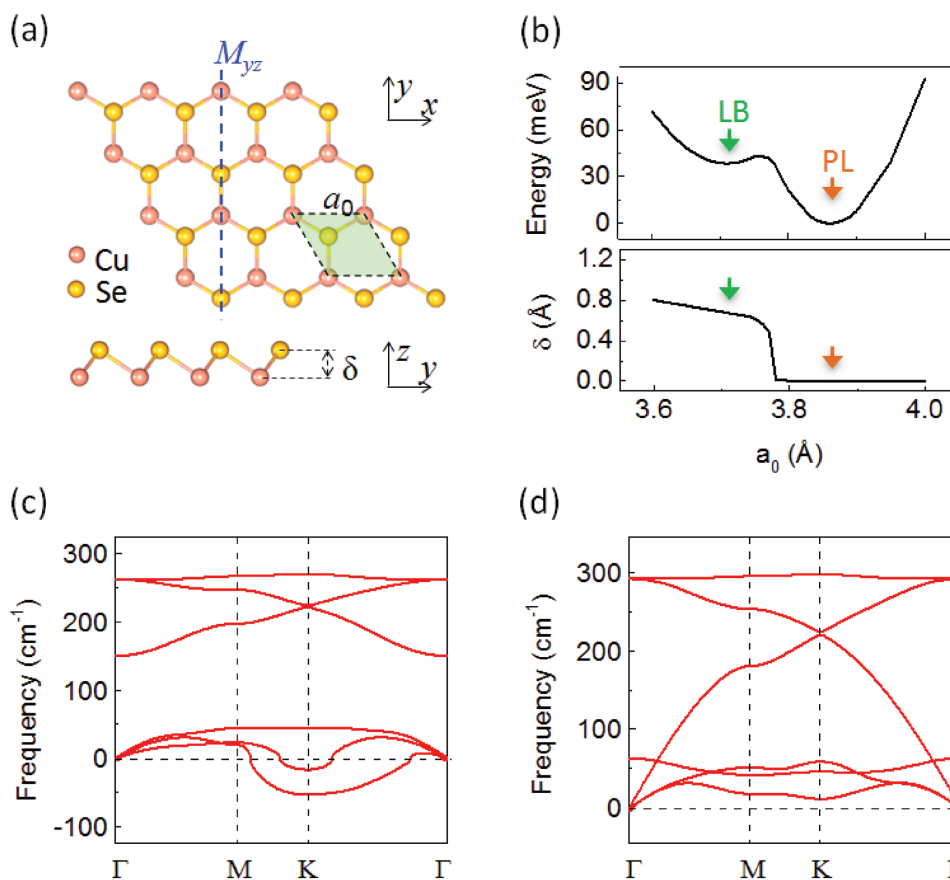 (a)
M_yz
y
x
a₀
Cu
Se
δ
z
y
(b)
Energy (meV)
90
60
30
0
LB
PL
δ (Å)
1.2
0.8
0.4
0.0
3.6 3.8 4.0
a₀ (Å)
(c)
Frequency (cm⁻¹)
300
200
100
0
-100
Γ M K Γ
(d)
Frequency (cm⁻¹)
300
200
100
0
Γ M K